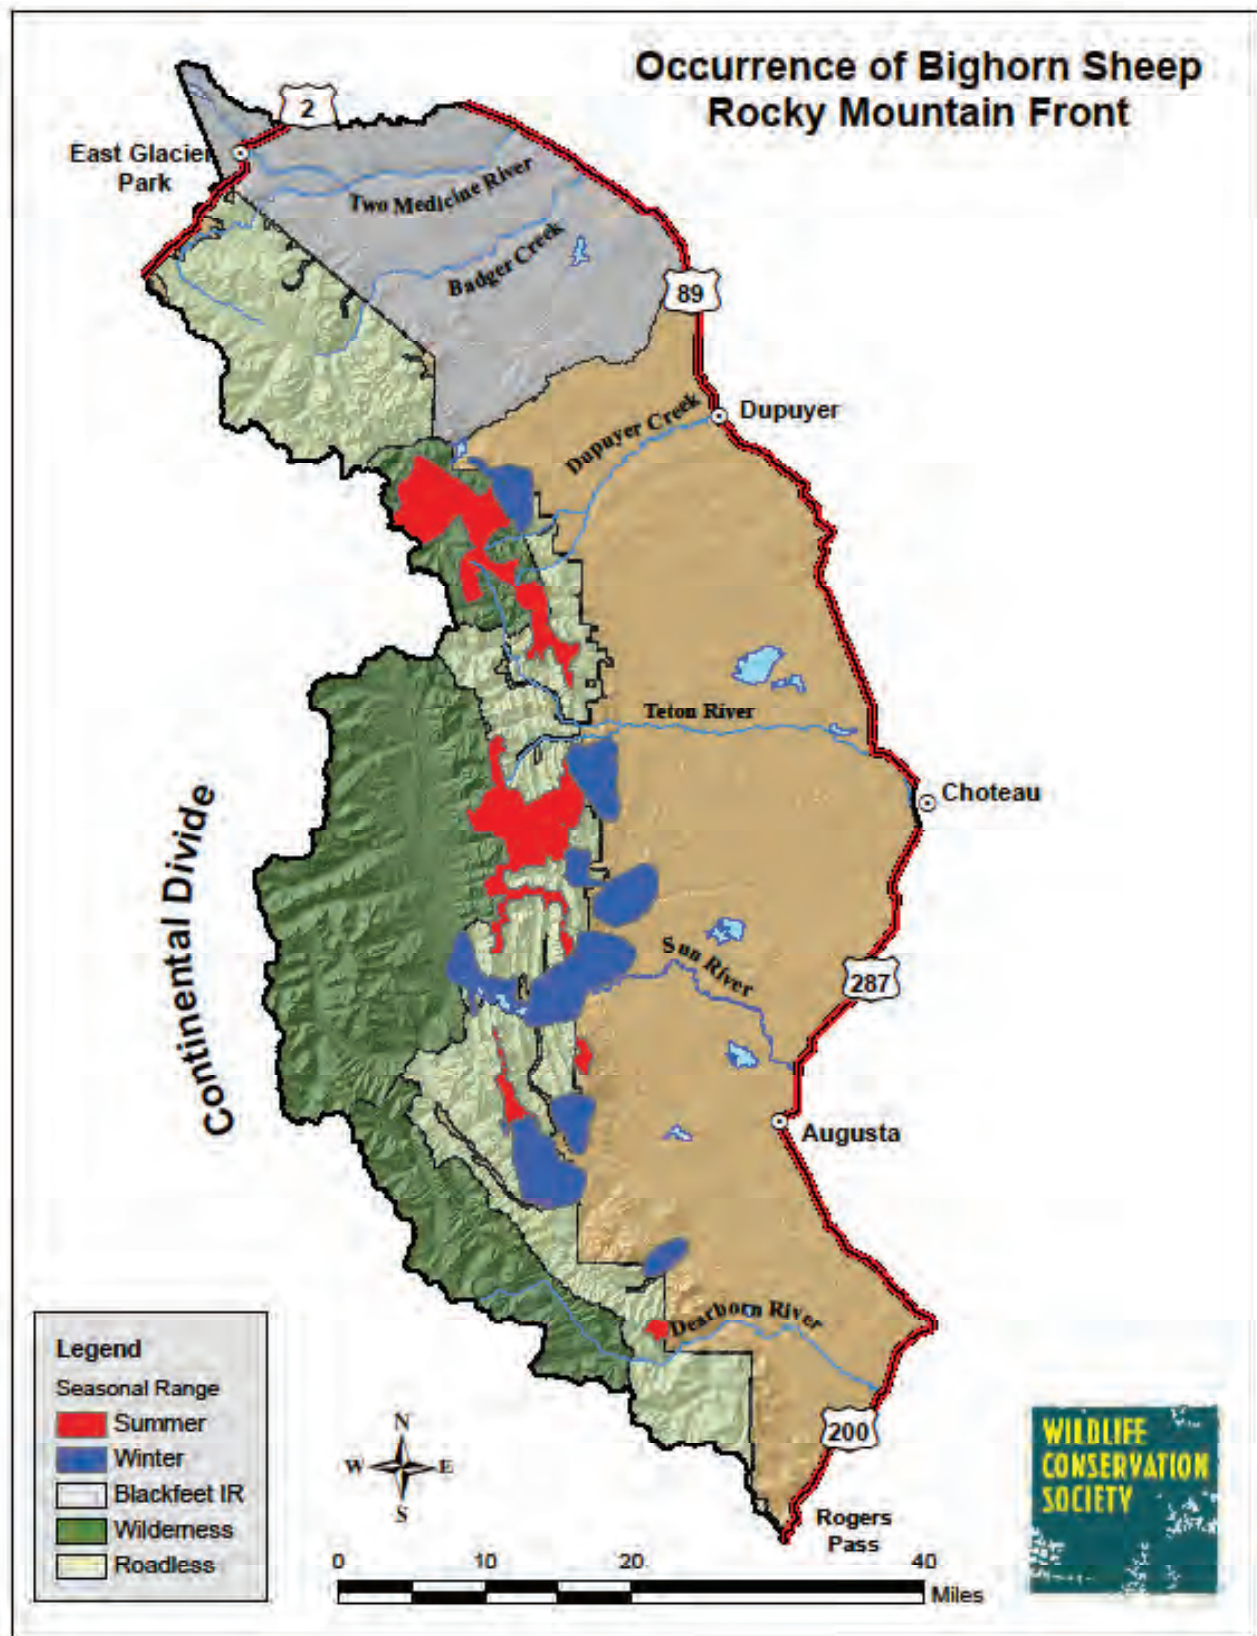 Occurrence of Bighorn Sheep
Rocky Mountain Front
2
East Glacier
Park
Two Medicine River
Badger Creek
89
Dupuyer Creek
Dupuyer
Teton River
Choteau
Continental Divide
Sun River
287
Augusta
Dearborn River
200
Rogers
Pass
Legend
Seasonal Range
Summer
Winter
Blackfeet IR
Wilderness
Roadless
N
W E
S
0 10 20 40
Miles
WILDLIFE
CONSERVATION
SOCIETY